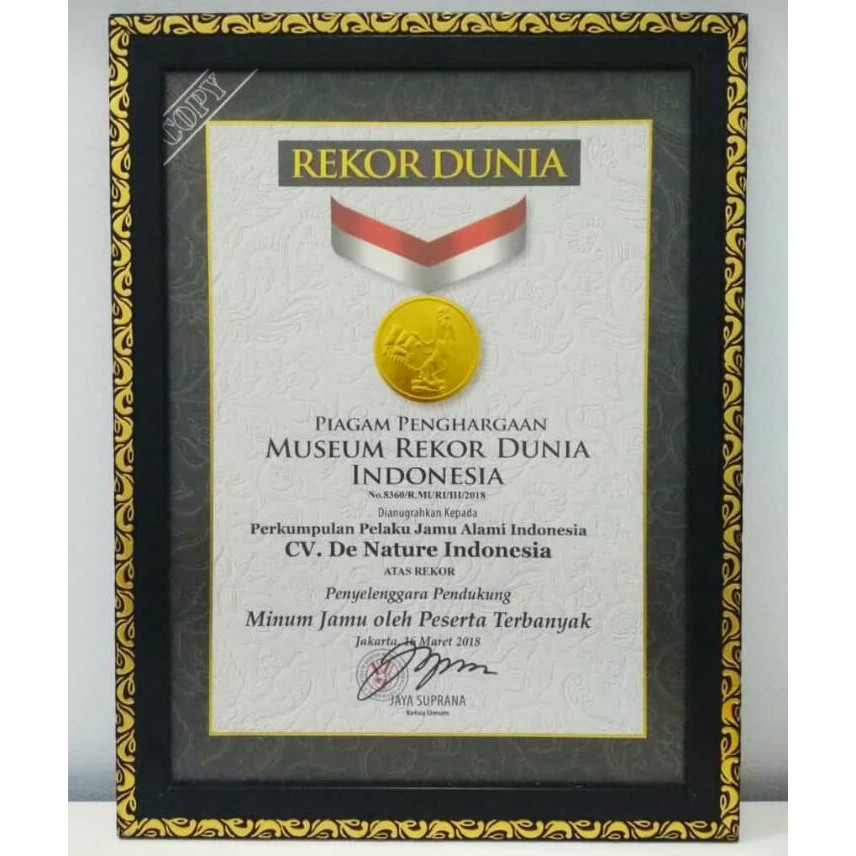 COPY
REKOR DUNIA
PIAGAM PENGHARGAAN
MUSEUM REKOR DUNIA
INDONESIA
No.8360/R.MURI/III/2018
Dianugrahkan Kepada
Perkumpulan Pelaku Jamu Alami Indonesia
CV. De Nature Indonesia
ATAS REKOR
Penyelenggara Pendukung
Minum Jamu oleh Peserta Terbanyak
Jakarta, 16 Maret 2018
JAYA SUPRANA
Ketua Umum